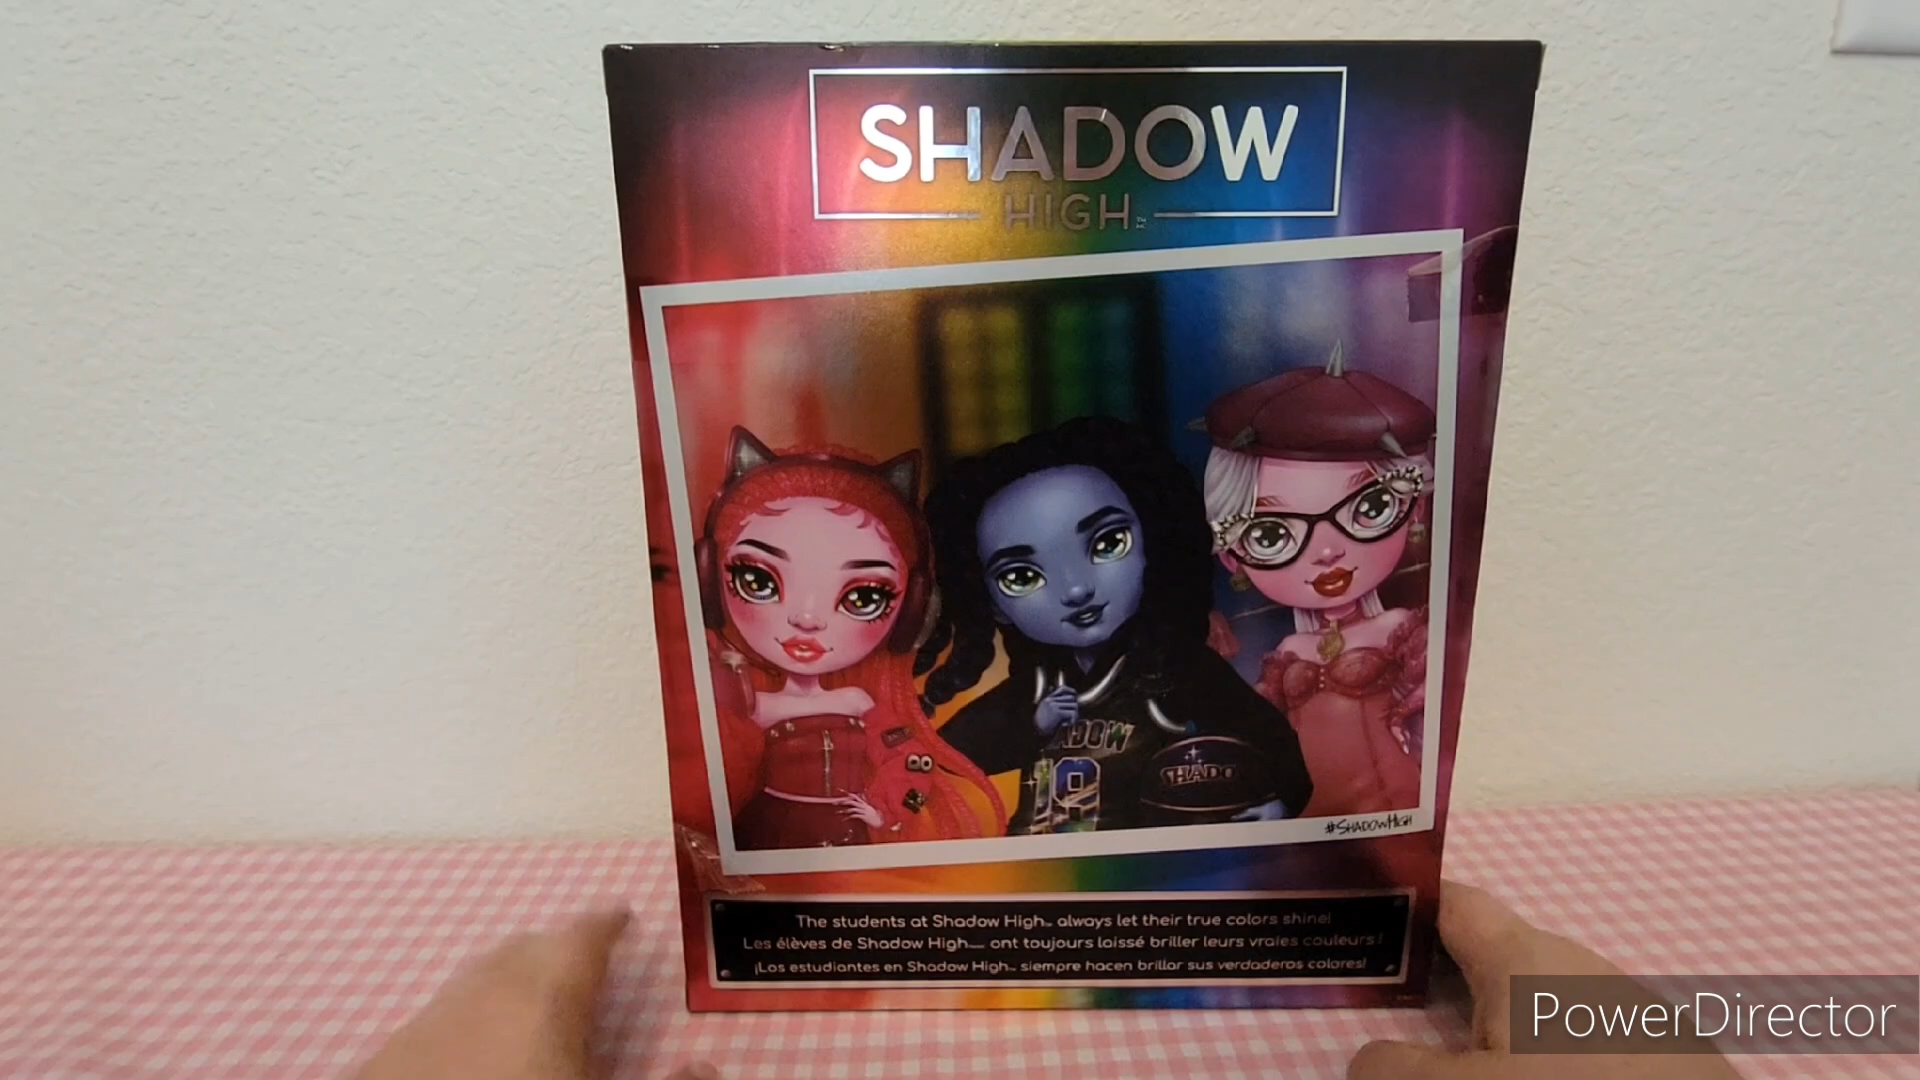 SHADOW
HIGH
SHADOW
19
SHADO
#SHADOWHIGH
The students at Shadow High™ always let their true colors shine!
Les élèves de Shadow High ont toujours laissé briller leurs vraies couleurs !
¡Los estudiantes en Shadow High™ siempre hacen brillar sus verdaderos colores!
PowerDirector